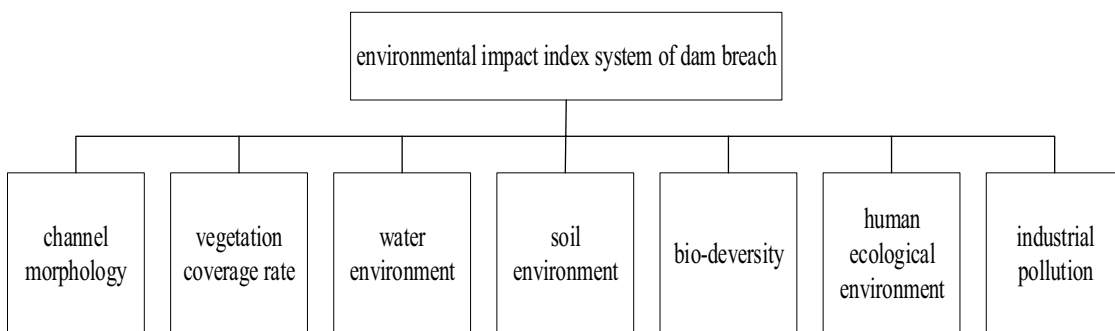 environmental impact index system of dam breach
channel
morphology
vegetation
coverage rate
water
environment
soil
environment
bio-deversity
human
ecological
environment
industrial
pollution